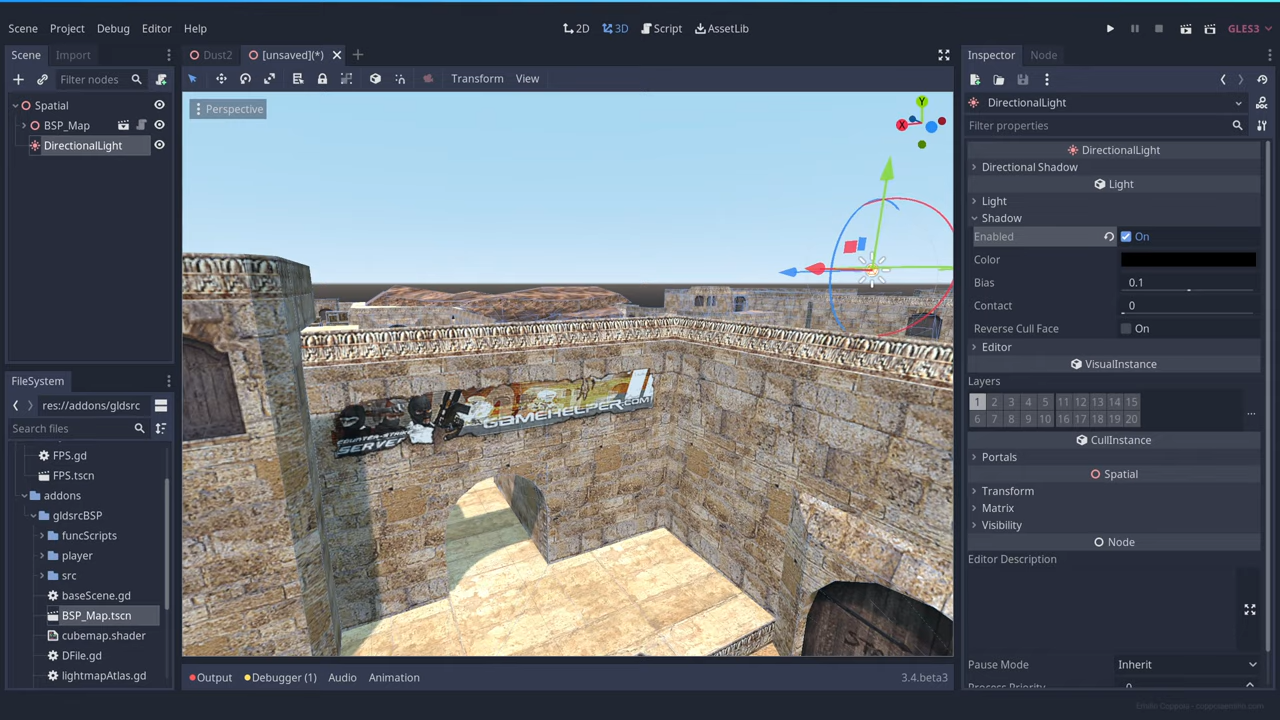 Scene Project Debug Editor Help
2D 3D Script AssetLib
GLES3
Scene Import
Dust2 [unsaved](*)
Inspector Node
Filter nodes
Transform View
DirectionalLight
Spatial
Perspective
Y
X
Filter properties
BSP_Map
DirectionalLight
DirectionalLight
Directional Shadow
Light
Light
Shadow
Enabled On
Color
Bias 0.1
Contact 0
Reverse Cull Face On
Editor
VisualInstance
Layers
1 2 3 4 5 11 12 13 14 15
6 7 8 9 10 16 17 18 19 20
...
CullInstance
Portals
Spatial
Transform
Matrix
Visibility
Node
Editor Description
Pause Mode Inherit
Process Priority 0
FileSystem
res://addons/gldsrc
Search files
FPS.gd
FPS.tscn
addons
gldsrcBSP
funcScripts
player
src
baseScene.gd
BSP_Map.tscn
cubemap.shader
DFile.gd
lightmapAtlas.gd
COUNTER-STRIKE
SERVER
GAMEHELPER.COM
Output Debugger (1) Audio Animation
3.4.beta3